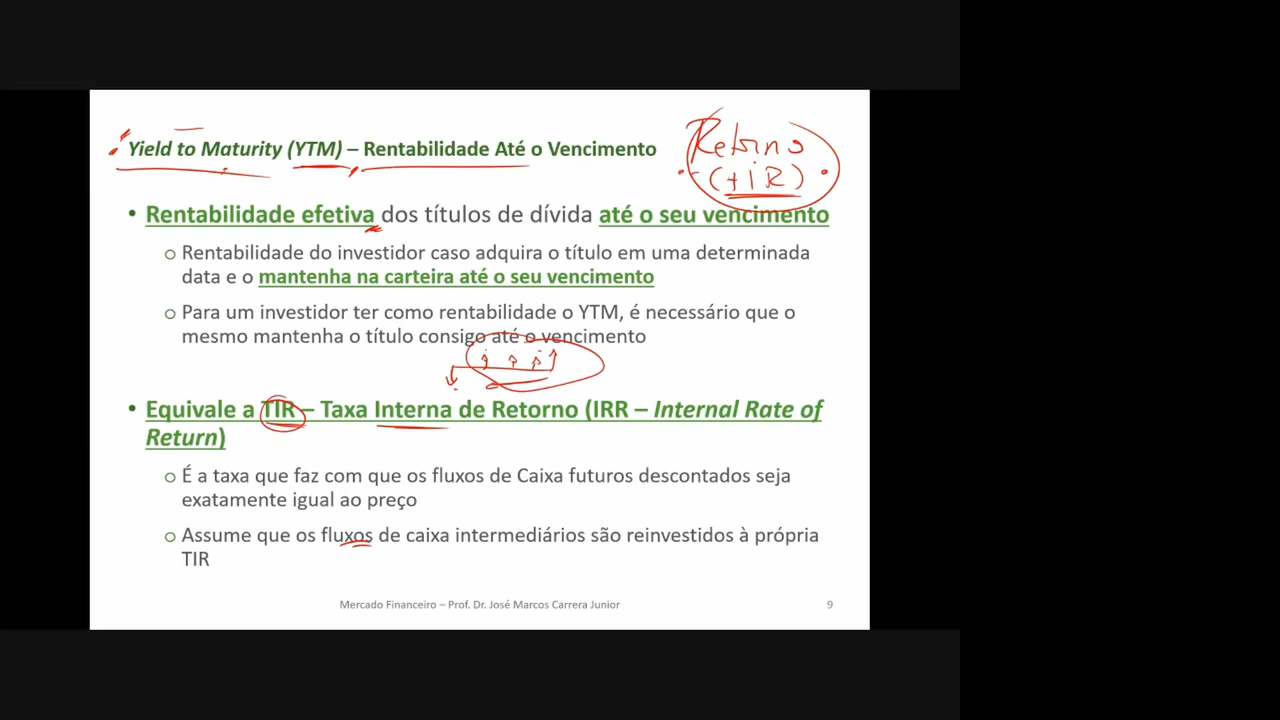 Yield to Maturity (YTM) – Rentabilidade Até o Vencimento
Retorno
(TIR)
• Rentabilidade efetiva dos títulos de dívida até o seu vencimento
o Rentabilidade do investidor caso adquira o título em uma determinada
data e o mantenha na carteira até o seu vencimento
o Para um investidor ter como rentabilidade o YTM, é necessário que o
mesmo mantenha o título consigo até o vencimento
• Equivale a TIR – Taxa Interna de Retorno (IRR – Internal Rate of
Return)
o É a taxa que faz com que os fluxos de Caixa futuros descontados seja
exatamente igual ao preço
o Assume que os fluxos de caixa intermediários são reinvestidos à própria
TIR
Mercado Financeiro – Prof. Dr. José Marcos Carrera Junior
9